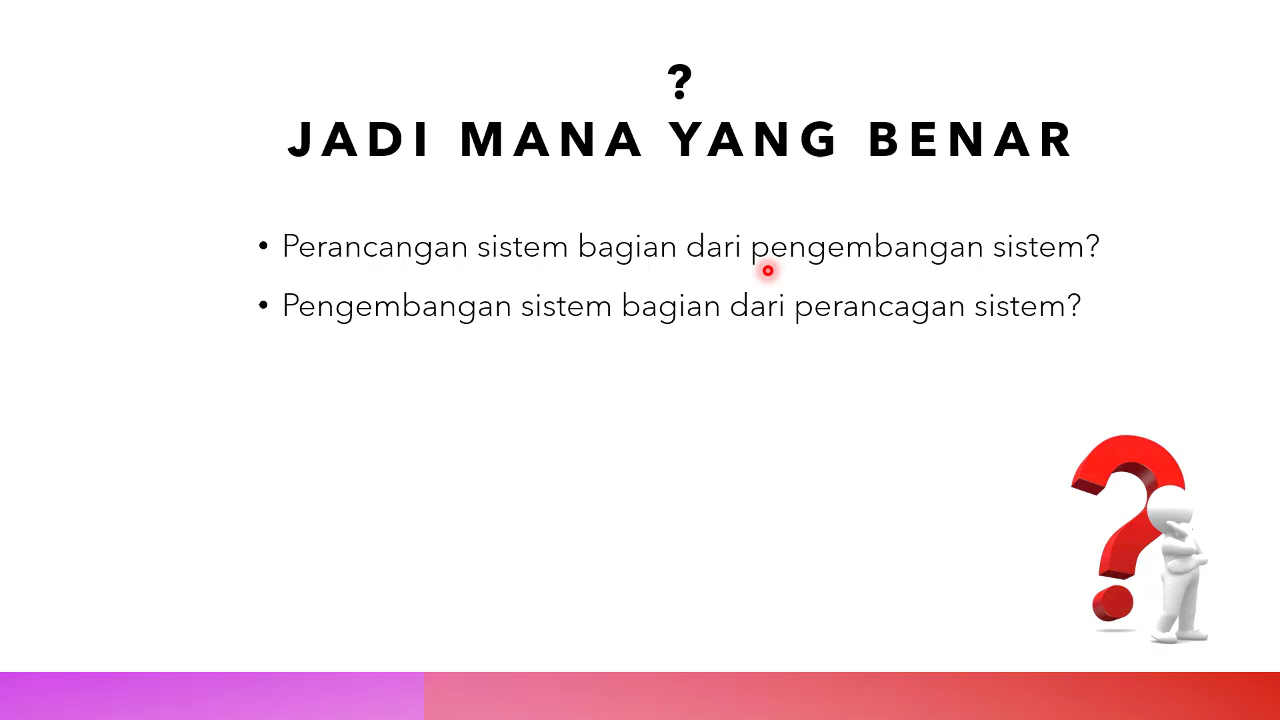 ?
JADI MANA YANG BENAR
• Perancangan sistem bagian dari pengembangan sistem?
• Pengembangan sistem bagian dari perancagan sistem?